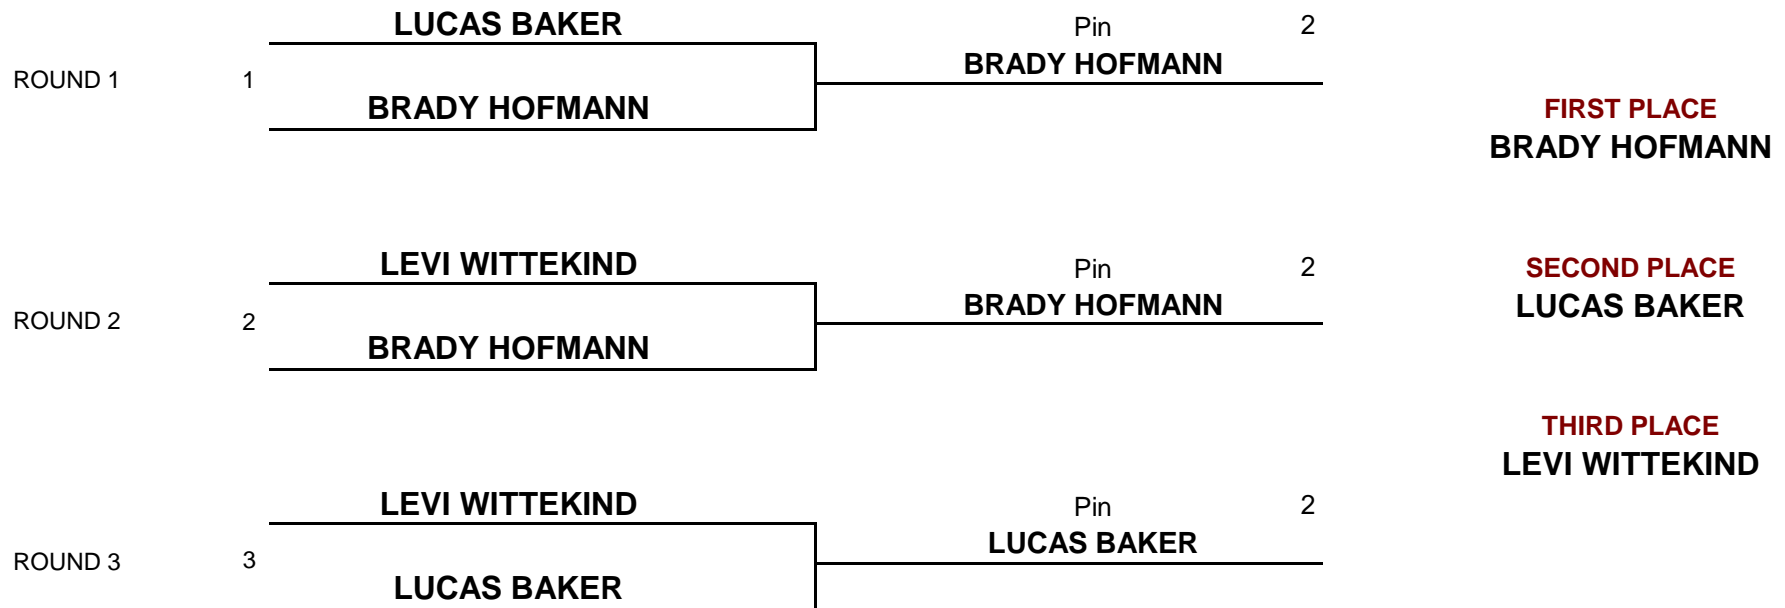 LUCAS BAKER
Pin 2
BRADY HOFMANN
ROUND 1 1
BRADY HOFMANN
FIRST PLACE
BRADY HOFMANN
LEVI WITTEKIND
Pin 2
BRADY HOFMANN
ROUND 2 2
BRADY HOFMANN
SECOND PLACE
LUCAS BAKER
THIRD PLACE
LEVI WITTEKIND
LEVI WITTEKIND
Pin 2
LUCAS BAKER
ROUND 3 3
LUCAS BAKER